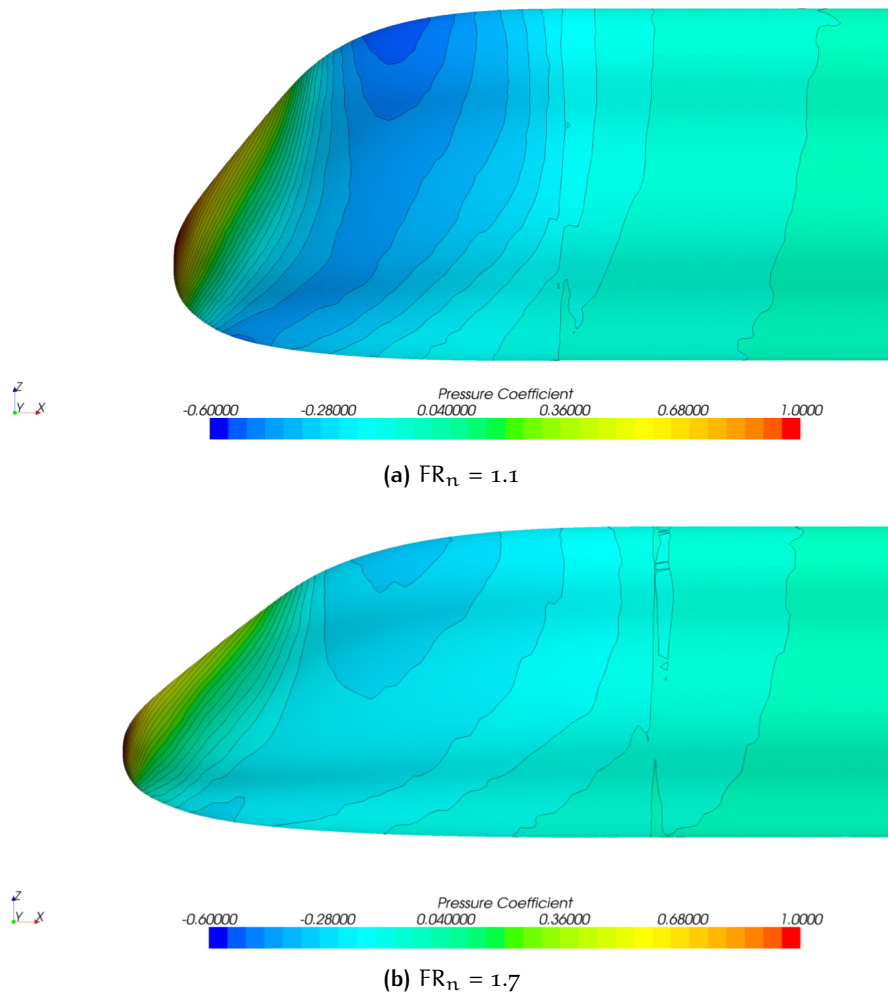 Z
Y X
Pressure Coefficient
-0.60000 -0.28000 0.040000 0.36000 0.68000 1.0000
(a) FRn = 1.1
Z
Y X
Pressure Coefficient
-0.60000 -0.28000 0.040000 0.36000 0.68000 1.0000
(b) FRn = 1.7